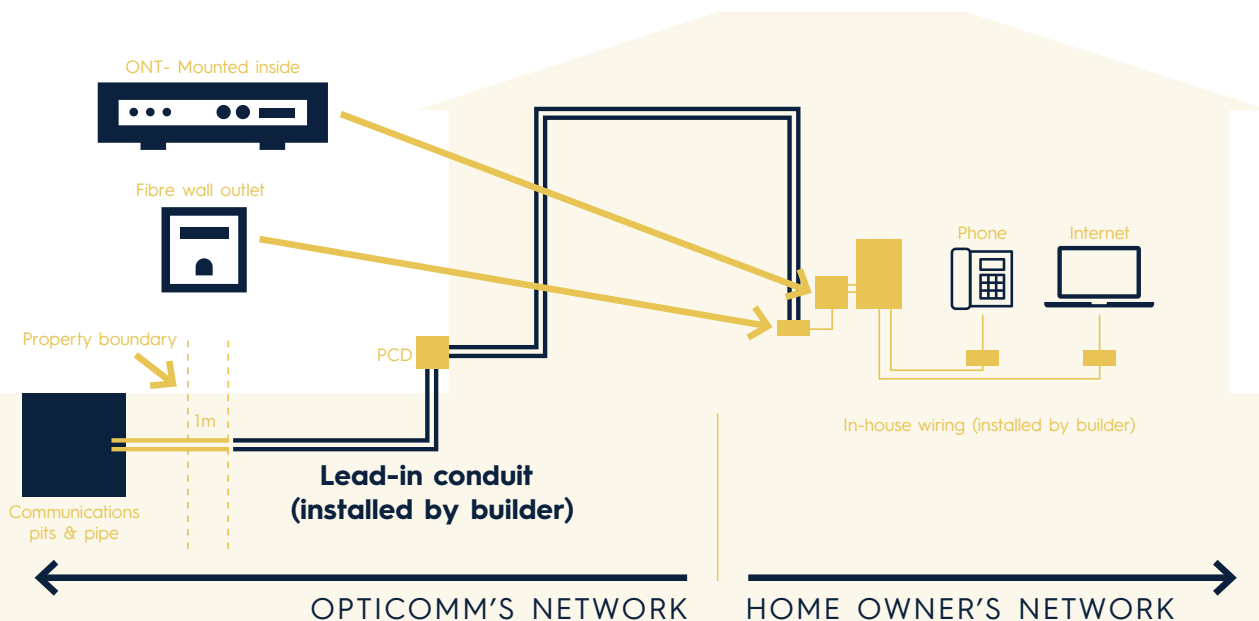 ONT- Mounted inside
Fibre wall outlet
Phone
Internet
Property boundary
PCD
1m
In-house wiring (installed by builder)
Lead-in conduit
(installed by builder)
Communications
pits & pipe
OPTICOMM'S NETWORK
HOME OWNER'S NETWORK